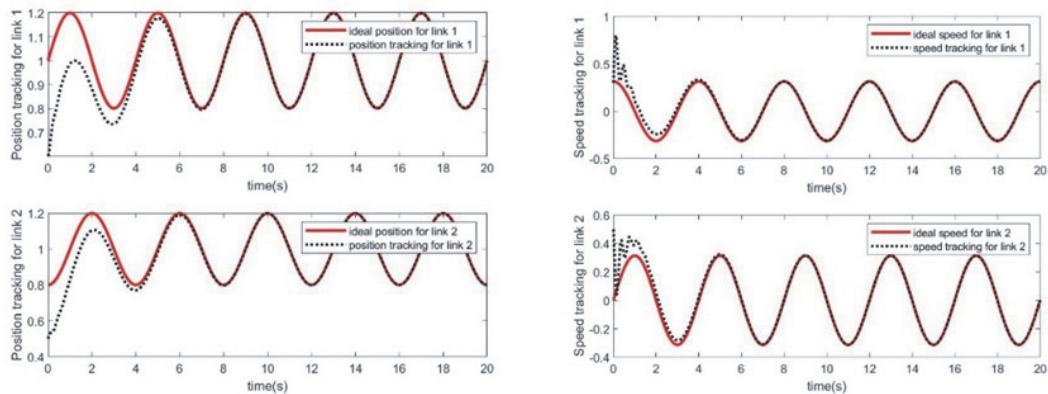 Position tracking for link 1
1.2
1.1
1
0.9
0.8
0.7
ideal position for link 1
position tracking for link 1
0 2 4 6 8 10 12 14 16 18 20
time(s)
Speed tracking for link 1
1
0.5
0
-0.5
ideal speed for link 1
speed tracking for link 1
0 2 4 6 8 10 12 14 16 18 20
time(s)
Position tracking for link 2
1.2
1
0.8
0.6
0.4
ideal position for link 2
position tracking for link 2
0 2 4 6 8 10 12 14 16 18 20
time(s)
Speed tracking for link 2
0.6
0.4
0.2
0
-0.2
-0.4
ideal speed for link 2
speed tracking for link 2
0 2 4 6 8 10 12 14 16 18 20
time(s)